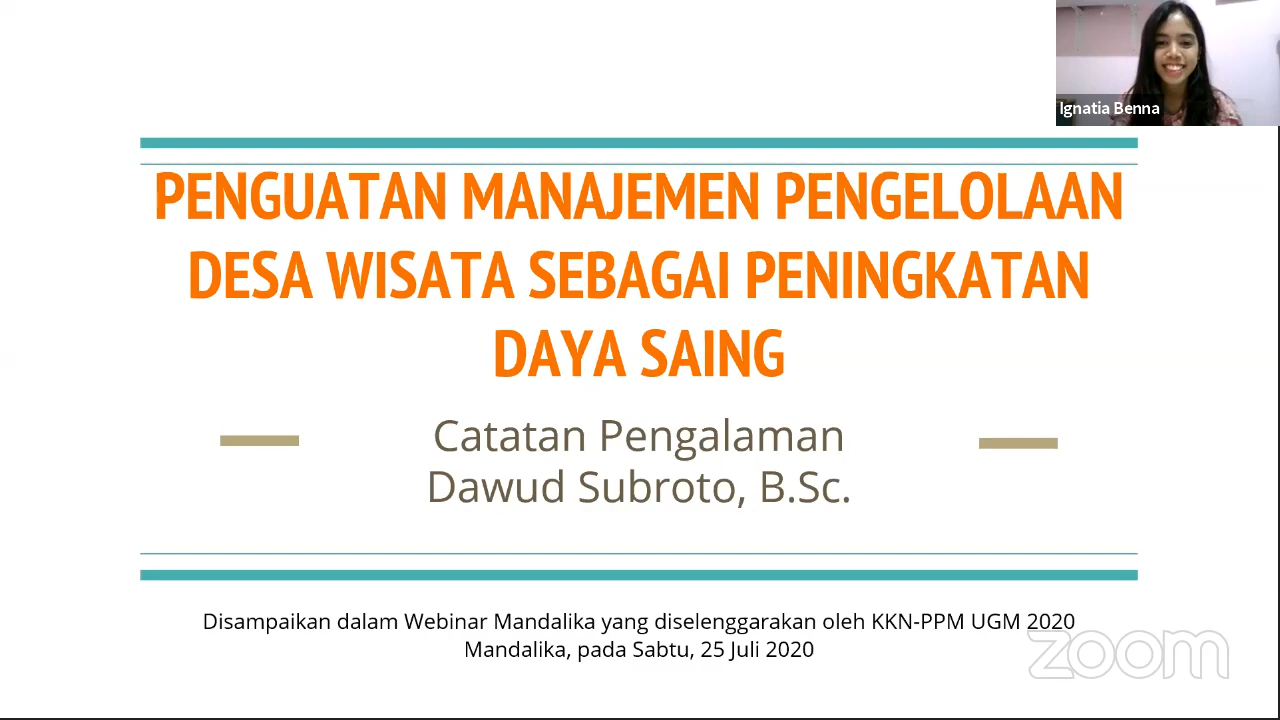 Ignatia Benna
PENGUATAN MANAJEMEN PENGELOLAAN
DESA WISATA SEBAGAI PENINGKATAN
DAYA SAING
Catatan Pengalaman
Dawud Subroto, B.Sc.
Disampaikan dalam Webinar Mandalika yang diselenggarakan oleh KKN-PPM UGM 2020
Mandalika, pada Sabtu, 25 Juli 2020
zoom